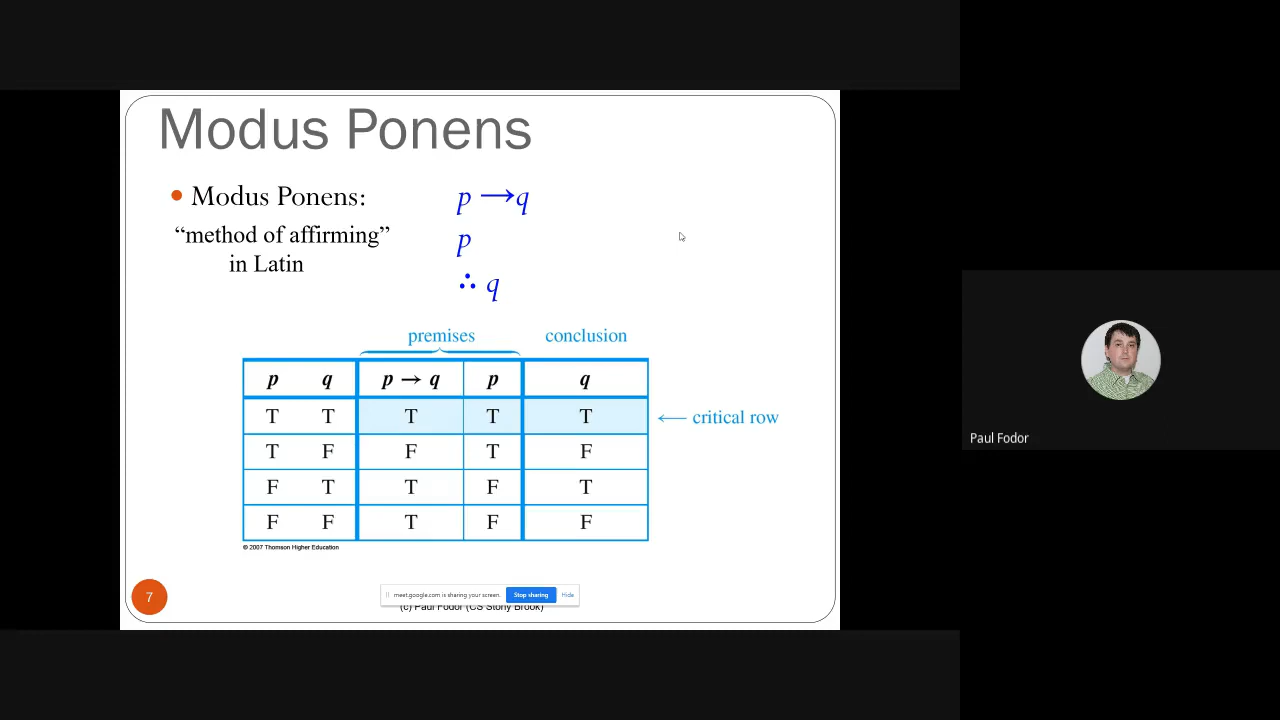 Modus Ponens
• Modus Ponens:
“method of affirming”
in Latin
p → q
p
∴ q
premises conclusion
p q p → q p q
T T T T T ← critical row
T F F T F
F T T F T
F F T F F
© 2007 Thomson Higher Education
7
meet.google.com is sharing your screen. Stop sharing Hide
(c) Paul Fodor (CS Stony Brook)
Paul Fodor